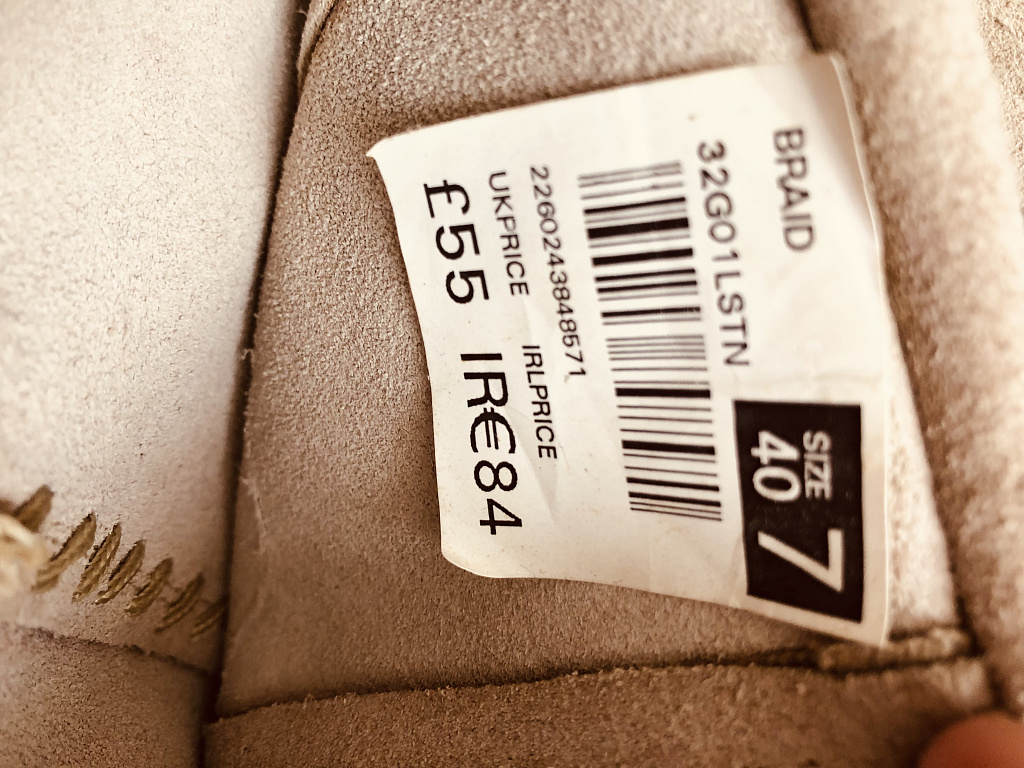 BRAID
32G01LSTN
SIZE
40 7
2260243848571
UKPRICE IRLPRICE
£55 IR€84